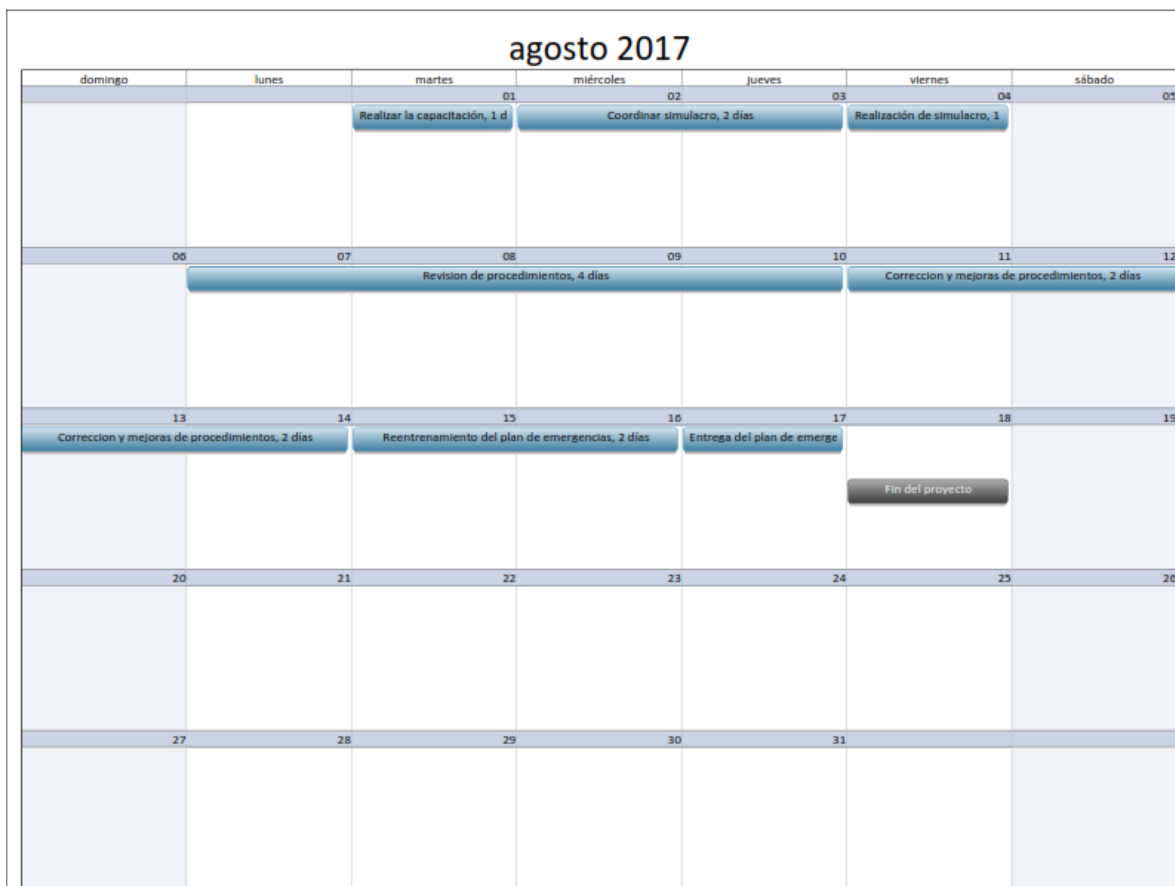 agosto 2017
domingo lunes martes miércoles jueves viernes sábado
01 02 03 04 05
Realizar la capacitación, 1 d Coordinar simulacro, 2 días Realización de simulacro, 1
06 07 08 09 10 11 12
Revision de procedimientos, 4 días Correccion y mejoras de procedimientos, 2 días
13 14 15 16 17 18 19
Correccion y mejoras de procedimientos, 2 días Reentrenamiento del plan de emergencias, 2 días Entrega del plan de emerge
Fin del proyecto
20 21 22 23 24 25 26
27 28 29 30 31